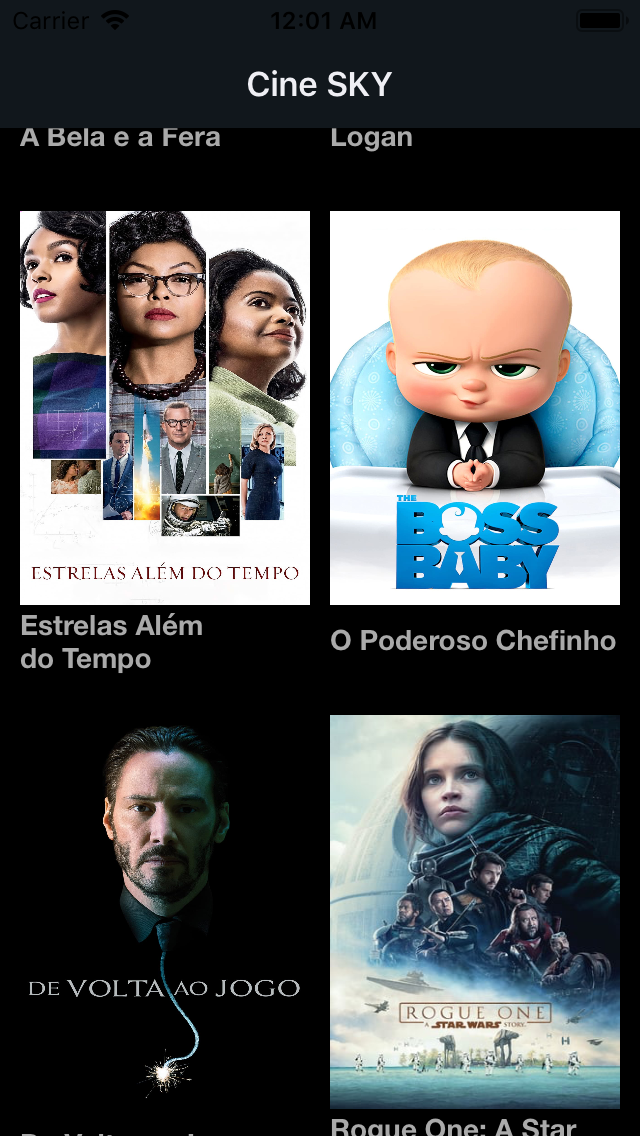 Carrier 12:01 AM
Cine SKY
A Bela e a Fera
Logan
ESTRELAS ALÉM DO TEMPO
THE
BOSS
BABY
Estrelas Além
do Tempo
O Poderoso Chefinho
DE VOLTA AO JOGO
ROGUE ONE
A STAR WARS STORY
Rogue One: A Star